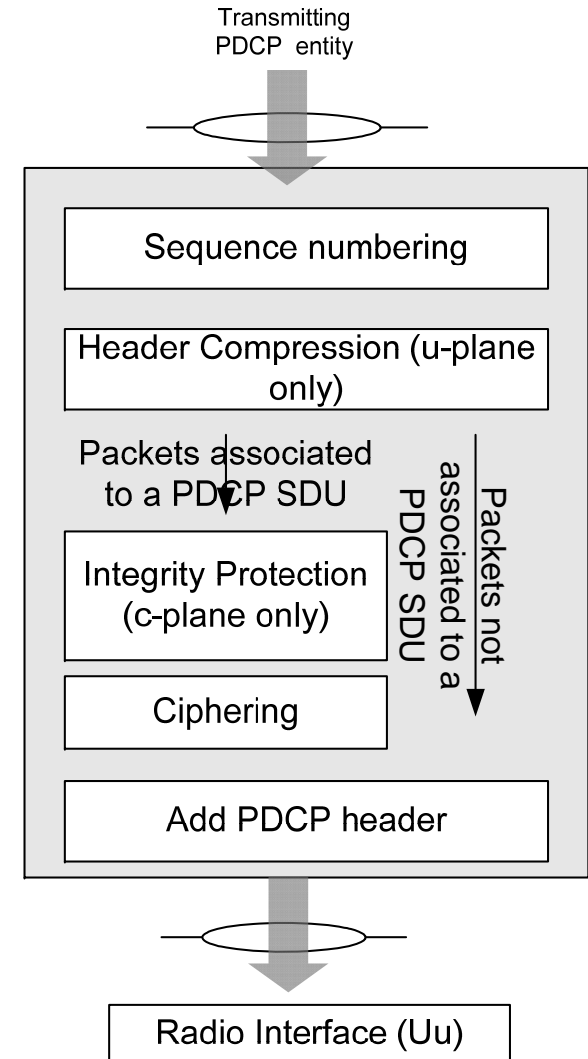 Transmitting
PDCP entity
Sequence numbering
Header Compression (u-plane
only)
Packets associated
to a PDCP SDU
Packets not
associated to a
PDCP SDU
Integrity Protection
(c-plane only)
Ciphering
Add PDCP header
Radio Interface (Uu)